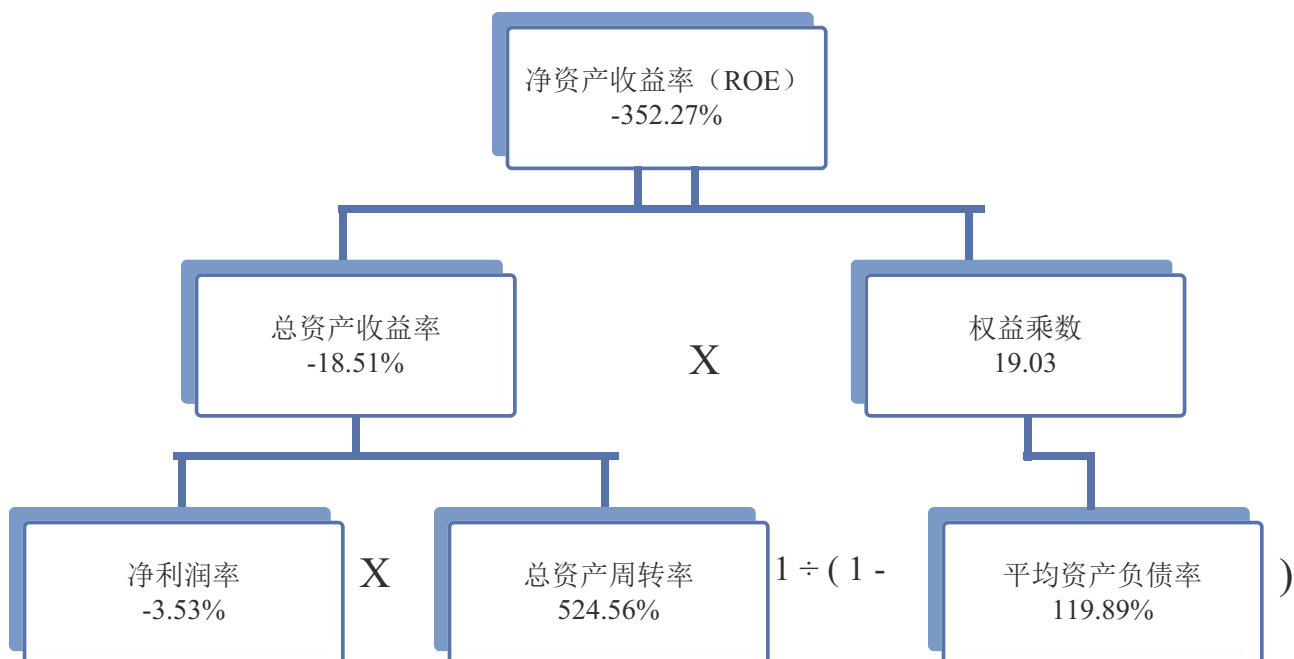 净资产收益率（ROE）
-352.27%
总资产收益率
-18.51%
X
权益乘数
19.03
净利润率
-3.53%
X
总资产周转率
524.56%
1 ÷ ( 1 -
平均资产负债率
119.89%
)